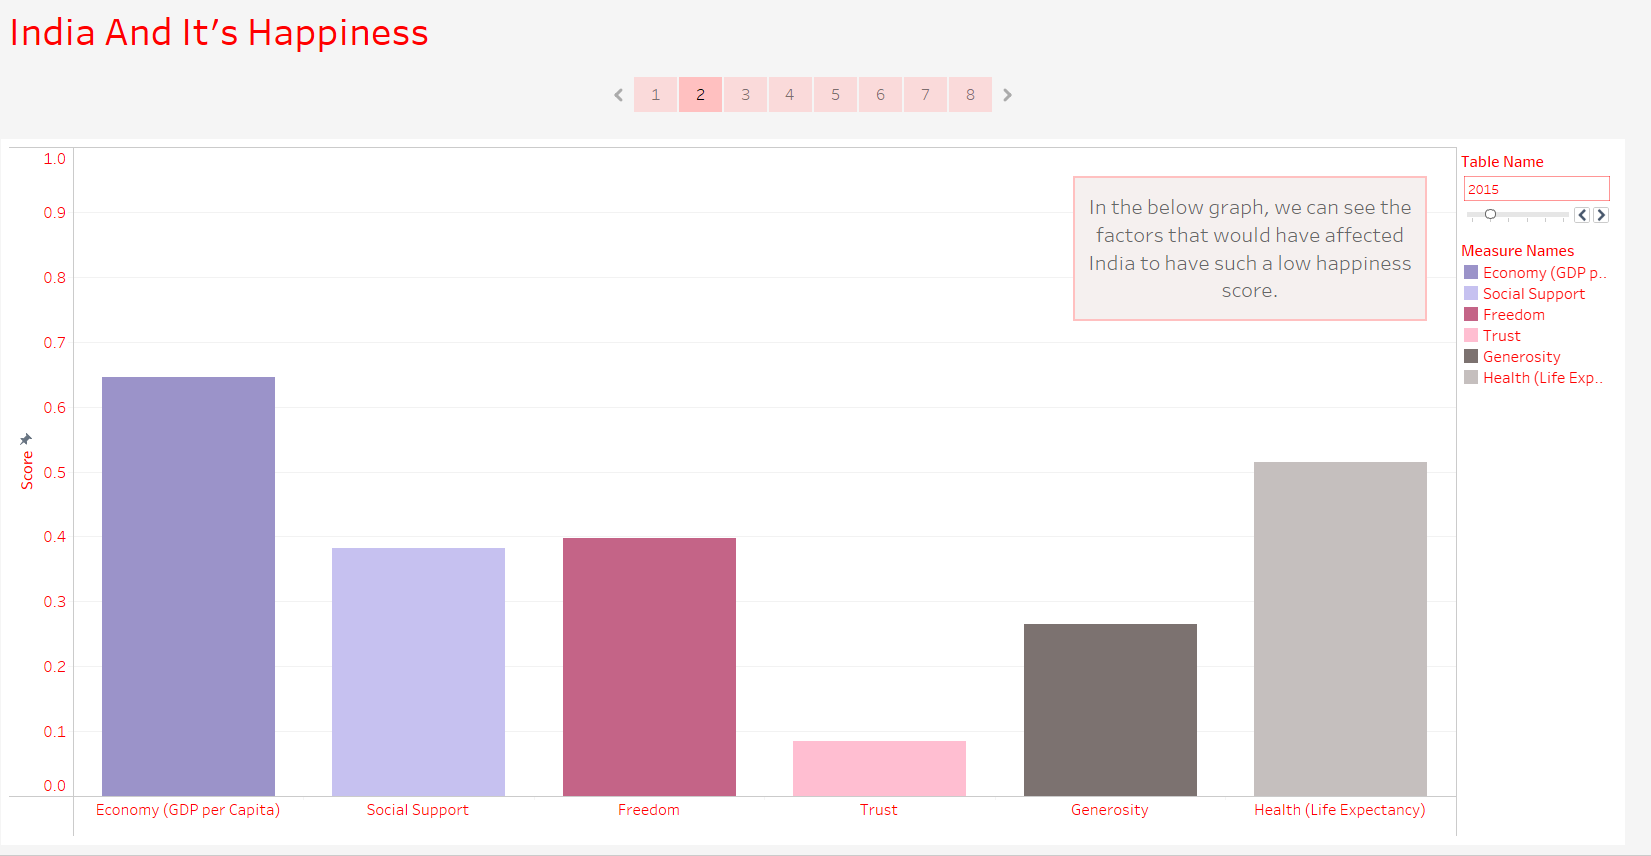 India And It's Happiness
1 2 3 4 5 6 7 8
1.0
0.9
0.8
0.7
0.6
0.5
0.4
0.3
0.2
0.1
0.0
Score
In the below graph, we can see the
factors that would have affected
India to have such a low happiness
score.
Economy (GDP per Capita) Social Support Freedom Trust Generosity Health (Life Expectancy)
Table Name
2015
Measure Names
Economy (GDP p..
Social Support
Freedom
Trust
Generosity
Health (Life Exp..